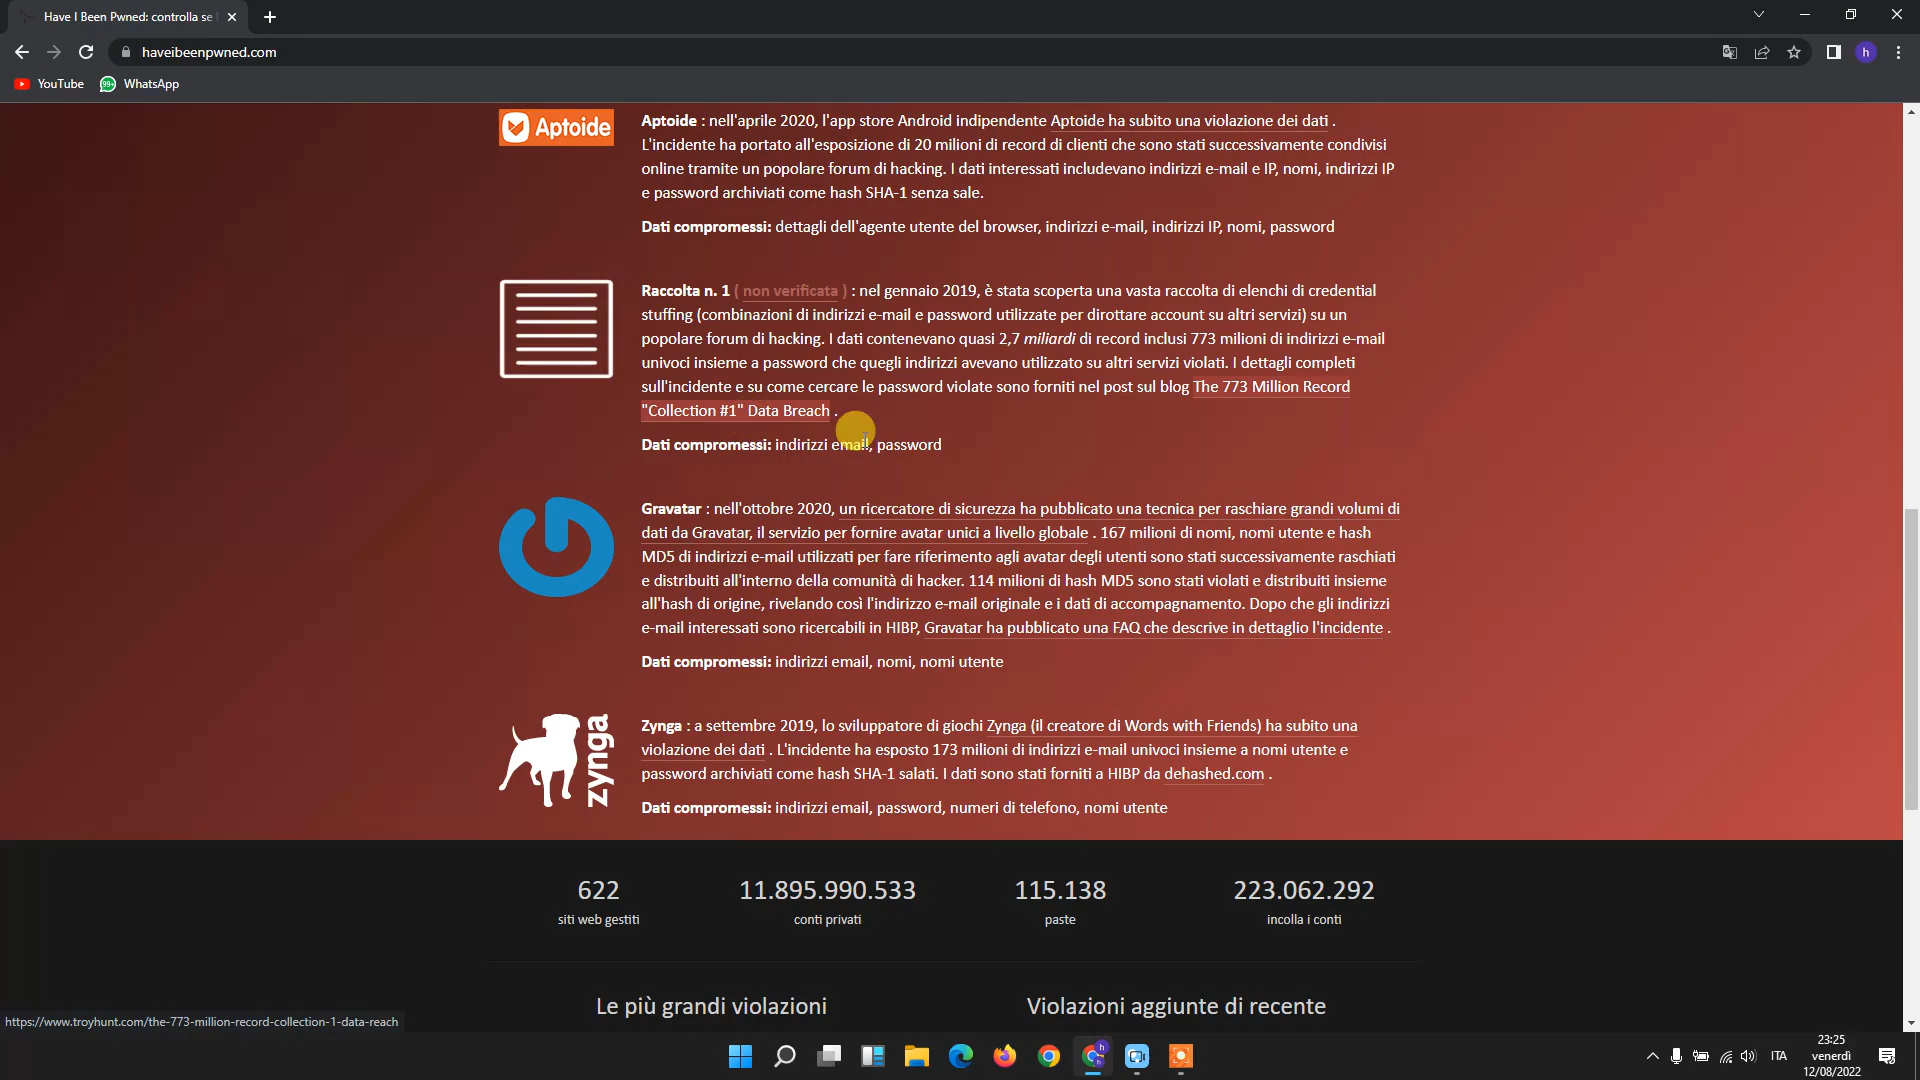 Have I Been Pwned: controlla se
haveibeenpwned.com
h
YouTube
99+
WhatsApp
Aptoide
Aptoide : nell'aprile 2020, l'app store Android indipendente Aptoide ha subito una violazione dei dati .
L'incidente ha portato all'esposizione di 20 milioni di record di clienti che sono stati successivamente condivisi
online tramite un popolare forum di hacking. I dati interessati includevano indirizzi e-mail e IP, nomi, indirizzi IP
e password archiviati come hash SHA-1 senza sale.
Dati compromessi: dettagli dell'agente utente del browser, indirizzi e-mail, indirizzi IP, nomi, password
Raccolta n. 1 ( non verificata ) : nel gennaio 2019, è stata scoperta una vasta raccolta di elenchi di credential
stuffing (combinazioni di indirizzi e-mail e password utilizzate per dirottare account su altri servizi) su un
popolare forum di hacking. I dati contenevano quasi 2,7 miliardi di record inclusi 773 milioni di indirizzi e-mail
univoci insieme a password che quegli indirizzi avevano utilizzato su altri servizi violati. I dettagli completi
sull'incidente e su come cercare le password violate sono forniti nel post sul blog The 773 Million Record
"Collection #1" Data Breach .
Dati compromessi: indirizzi email, password
Gravatar : nell'ottobre 2020, un ricercatore di sicurezza ha pubblicato una tecnica per raschiare grandi volumi di
dati da Gravatar, il servizio per fornire avatar unici a livello globale . 167 milioni di nomi, nomi utente e hash
MD5 di indirizzi e-mail utilizzati per fare riferimento agli avatar degli utenti sono stati successivamente raschiati
e distribuiti all'interno della comunità di hacker. 114 milioni di hash MD5 sono stati violati e distribuiti insieme
all'hash di origine, rivelando così l'indirizzo e-mail originale e i dati di accompagnamento. Dopo che gli indirizzi
e-mail interessati sono ricercabili in HIBP, Gravatar ha pubblicato una FAQ che descrive in dettaglio l'incidente .
Dati compromessi: indirizzi email, nomi, nomi utente
zynga
Zynga : a settembre 2019, lo sviluppatore di giochi Zynga (il creatore di Words with Friends) ha subito una
violazione dei dati . L'incidente ha esposto 173 milioni di indirizzi e-mail univoci insieme a nomi utente e
password archiviati come hash SHA-1 salati. I dati sono stati forniti a HIBP da dehashed.com .
Dati compromessi: indirizzi email, password, numeri di telefono, nomi utente
622
siti web gestiti
11.895.990.533
conti privati
115.138
paste
223.062.292
incolla i conti
Le più grandi violazioni
Violazioni aggiunte di recente
https://www.troyhunt.com/the-773-million-record-collection-1-data-reach
ITA
23:25
venerdì
12/08/2022